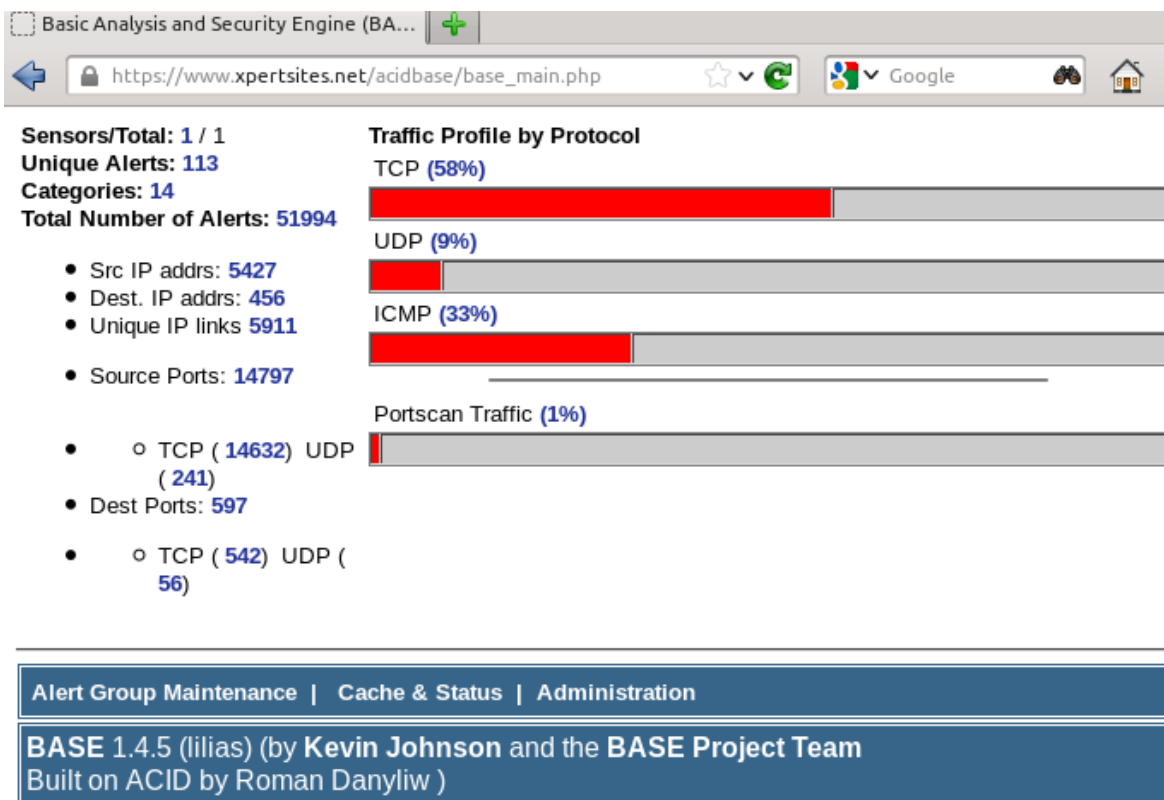 Basic Analysis and Security Engine (BA...
https://www.xpertsites.net/acidbase/base_main.php
Google
Sensors/Total: 1 / 1
Unique Alerts: 113
Categories: 14
Total Number of Alerts: 51994
Src IP addrs: 5427
Dest. IP addrs: 456
Unique IP links 5911
Source Ports: 14797
TCP ( 14632) UDP
( 241)
Dest Ports: 597
TCP ( 542) UDP (
56)
Traffic Profile by Protocol
TCP (58%)
UDP (9%)
ICMP (33%)
Portscan Traffic (1%)
Alert Group Maintenance | Cache & Status | Administration
BASE 1.4.5 (lilias) (by Kevin Johnson and the BASE Project Team
Built on ACID by Roman Danyliw )